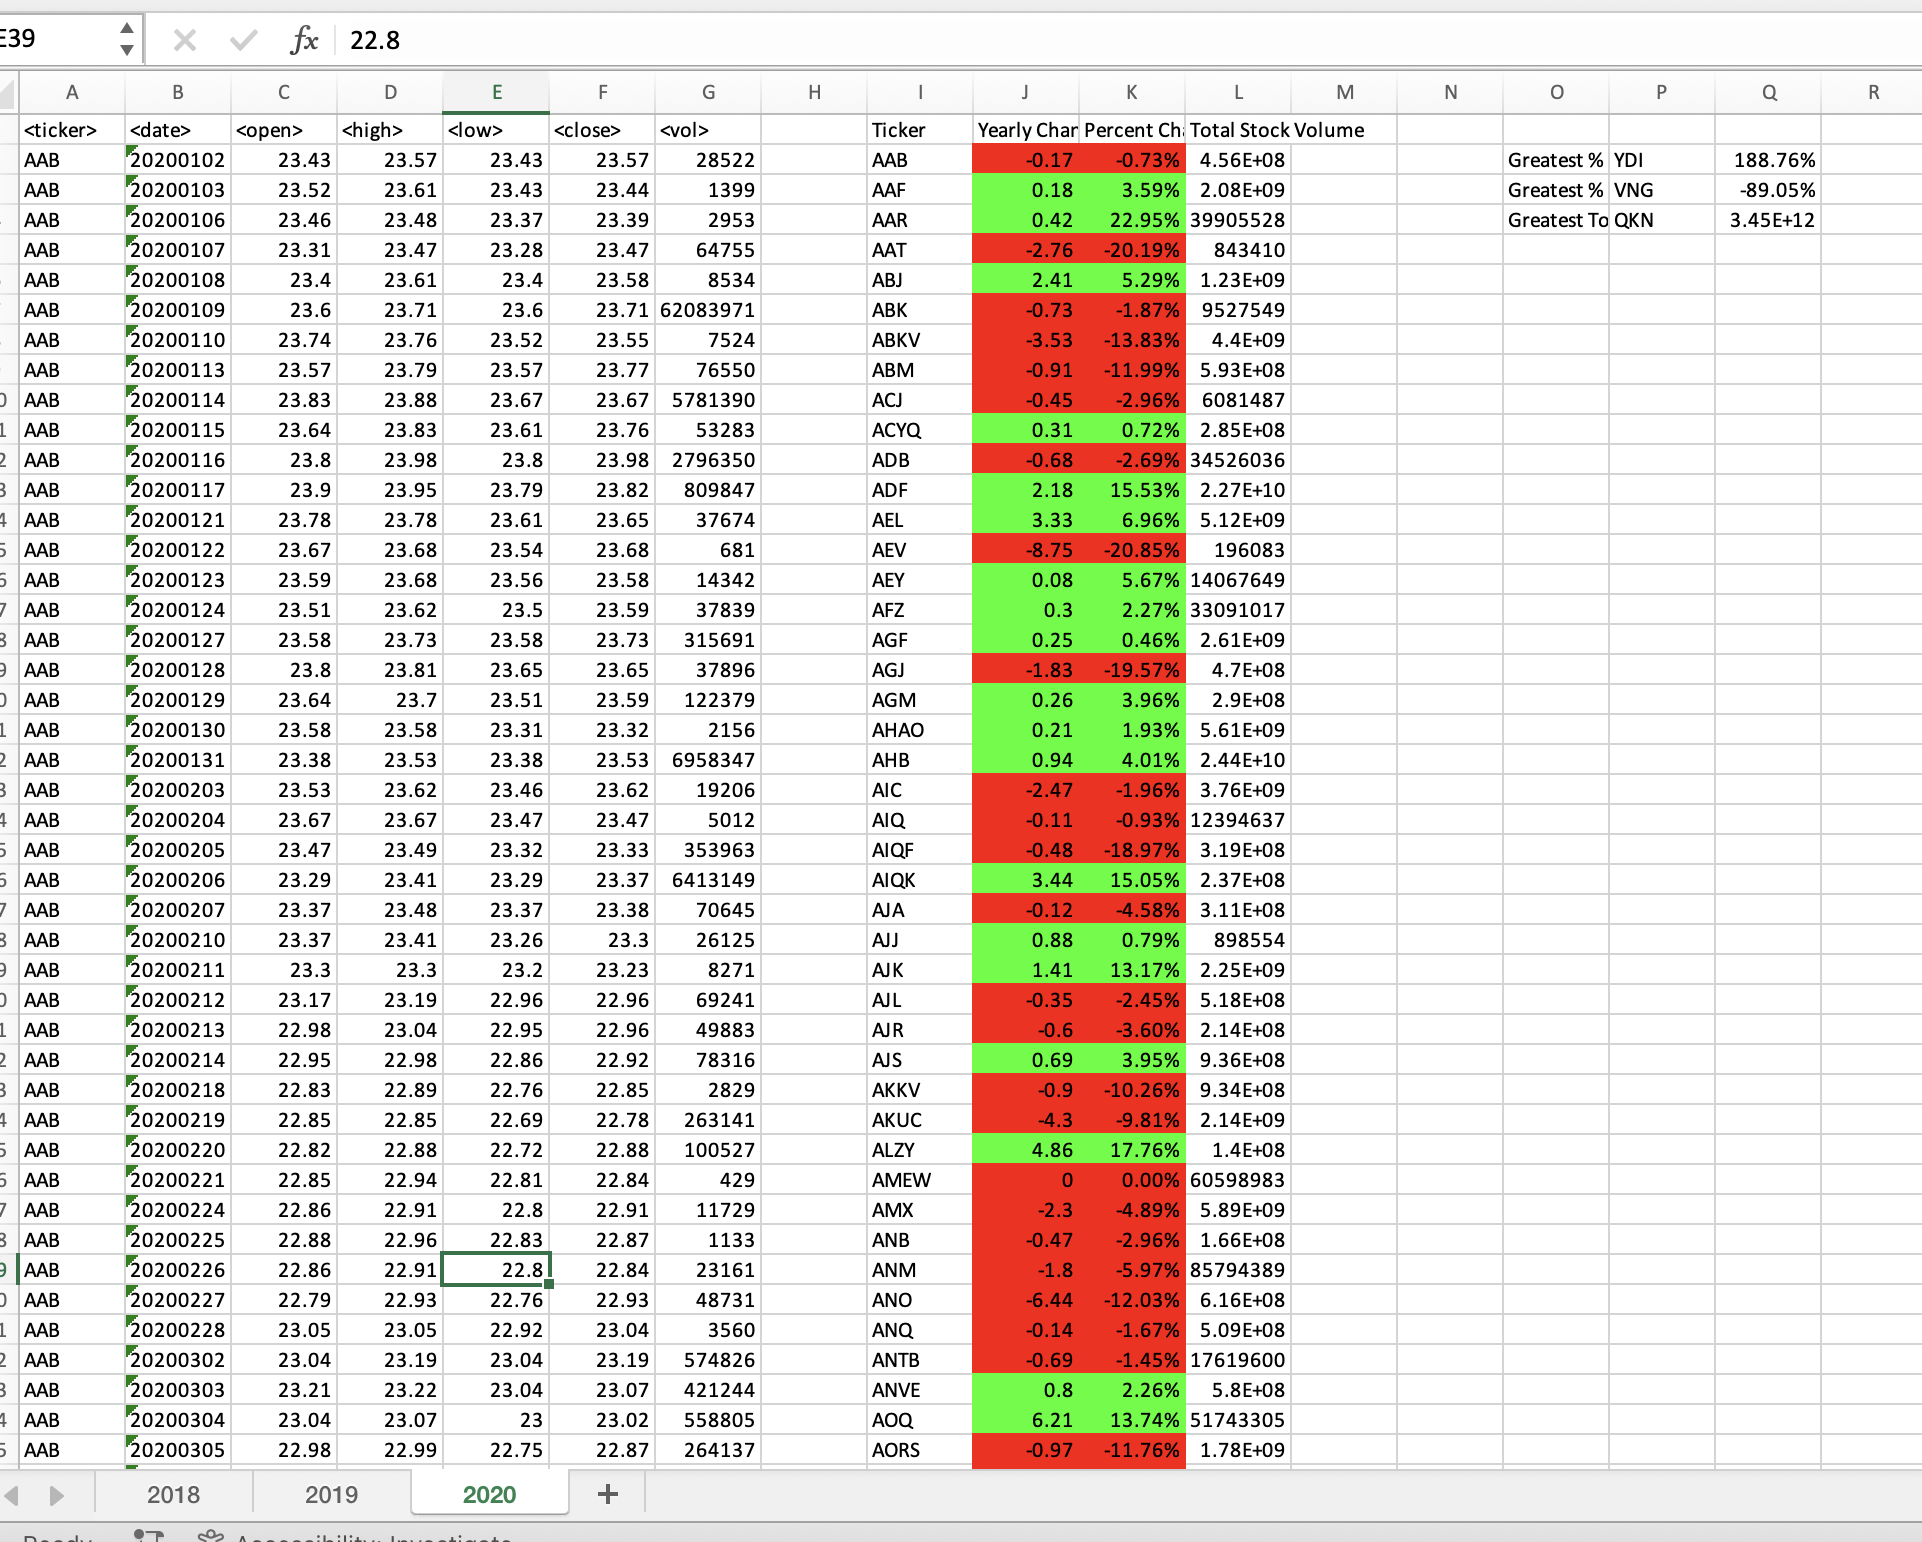 E39 fx 22.8
A B C D E F G H I J K L M N O P Q R
<ticker> <date> <open> <high> <low> <close> <vol> Ticker Yearly Char Percent Ch Total Stock Volume
AAB 20200102 23.43 23.57 23.43 23.57 28522 AAB -0.17 -0.73% 4.56E+08 Greatest % YDI 188.76%
AAB 20200103 23.52 23.61 23.43 23.44 1399 AAF 0.18 3.59% 2.08E+09 Greatest % VNG -89.05%
AAB 20200106 23.46 23.48 23.37 23.39 2953 AAR 0.42 22.95% 39905528 Greatest To QKN 3.45E+12
AAB 20200107 23.31 23.47 23.28 23.47 64755 AAT -2.76 -20.19% 843410
AAB 20200108 23.4 23.61 23.4 23.58 8534 ABJ 2.41 5.29% 1.23E+09
AAB 20200109 23.6 23.71 23.6 23.71 62083971 ABK -0.73 -1.87% 9527549
AAB 20200110 23.74 23.76 23.52 23.55 7524 ABKV -3.53 -13.83% 4.4E+09
AAB 20200113 23.57 23.79 23.57 23.77 76550 ABM -0.91 -11.99% 5.93E+08
AAB 20200114 23.83 23.88 23.67 23.67 5781390 ACJ -0.45 -2.96% 6081487
AAB 20200115 23.64 23.83 23.61 23.76 53283 ACYQ 0.31 0.72% 2.85E+08
AAB 20200116 23.8 23.98 23.8 23.98 2796350 ADB -0.68 -2.69% 34526036
AAB 20200117 23.9 23.95 23.79 23.82 809847 ADF 2.18 15.53% 2.27E+10
AAB 20200121 23.78 23.78 23.61 23.65 37674 AEL 3.33 6.96% 5.12E+09
AAB 20200122 23.67 23.68 23.54 23.68 681 AEV -8.75 -20.85% 196083
AAB 20200123 23.59 23.68 23.56 23.58 14342 AEY 0.08 5.67% 14067649
AAB 20200124 23.51 23.62 23.5 23.59 37839 AFZ 0.3 2.27% 33091017
AAB 20200127 23.58 23.73 23.58 23.73 315691 AGF 0.25 0.46% 2.61E+09
AAB 20200128 23.8 23.81 23.65 23.65 37896 AGJ -1.83 -19.57% 4.7E+08
AAB 20200129 23.64 23.7 23.51 23.59 122379 AGM 0.26 3.96% 2.9E+08
AAB 20200130 23.58 23.58 23.31 23.32 2156 AHAO 0.21 1.93% 5.61E+09
AAB 20200131 23.38 23.53 23.38 23.53 6958347 AHB 0.94 4.01% 2.44E+10
AAB 20200203 23.53 23.62 23.46 23.62 19206 AIC -2.47 -1.96% 3.76E+09
AAB 20200204 23.67 23.67 23.47 23.47 5012 AIQ -0.11 -0.93% 12394637
AAB 20200205 23.47 23.49 23.32 23.33 353963 AIQF -0.48 -18.97% 3.19E+08
AAB 20200206 23.29 23.41 23.29 23.37 6413149 AIQK 3.44 15.05% 2.37E+08
AAB 20200207 23.37 23.48 23.37 23.38 70645 AJA -0.12 -4.58% 3.11E+08
AAB 20200210 23.37 23.41 23.26 23.3 26125 AJJ 0.88 0.79% 898554
AAB 20200211 23.3 23.3 23.2 23.23 8271 AJK 1.41 13.17% 2.25E+09
AAB 20200212 23.17 23.19 22.96 22.96 69241 AJL -0.35 -2.45% 5.18E+08
AAB 20200213 22.98 23.04 22.95 22.96 49883 AJR -0.6 -3.60% 2.14E+08
AAB 20200214 22.95 22.98 22.86 22.92 78316 AJS 0.69 3.95% 9.36E+08
AAB 20200218 22.83 22.89 22.76 22.85 2829 AKKV -0.9 -10.26% 9.34E+08
AAB 20200219 22.85 22.85 22.69 22.78 263141 AKUC -4.3 -9.81% 2.14E+09
AAB 20200220 22.82 22.88 22.72 22.88 100527 ALZY 4.86 17.76% 1.4E+08
AAB 20200221 22.85 22.94 22.81 22.84 429 AMEW 0 0.00% 60598983
AAB 20200224 22.86 22.91 22.8 22.91 11729 AMX -2.3 -4.89% 5.89E+09
AAB 20200225 22.88 22.96 22.83 22.87 1133 ANB -0.47 -2.96% 1.66E+08
AAB 20200226 22.86 22.91 22.8 22.84 23161 ANM -1.8 -5.97% 85794389
AAB 20200227 22.79 22.93 22.76 22.93 48731 ANO -6.44 -12.03% 6.16E+08
AAB 20200228 23.05 23.05 22.92 23.04 3560 ANQ -0.14 -1.67% 5.09E+08
AAB 20200302 23.04 23.19 23.04 23.19 574826 ANTB -0.69 -1.45% 17619600
AAB 20200303 23.21 23.22 23.04 23.07 421244 ANVE 0.8 2.26% 5.8E+08
AAB 20200304 23.04 23.07 23 23.02 558805 AOQ 6.21 13.74% 51743305
AAB 20200305 22.98 22.99 22.75 22.87 264137 AORS -0.97 -11.76% 1.78E+09
2018 2019 2020 +
Ready Accessibility: Investigate